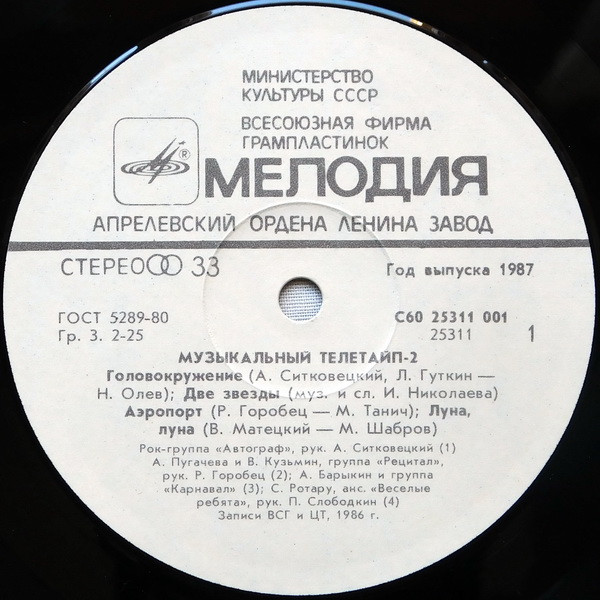 МИНИСТЕРСТВО
КУЛЬТУРЫ СССР
ВСЕСОЮЗНАЯ ФИРМА
ГРАМПЛАСТИНОК
®
МЕЛОДИЯ
АПРЕЛЕВСКИЙ ОРДЕНА ЛЕНИНА ЗАВОД
СТЕРЕО 33 Год выпуска 1987
ГОСТ 5289-80 С60 25311 001
Гр. 3. 2-25 25311 1
МУЗЫКАЛЬНЫЙ ТЕЛЕТАЙП-2
Головокружение (А. Ситковецкий, Л. Гуткин —
Н. Олев); Две звезды (муз. и сл. И. Николаева)
Аэропорт (Р. Горобец — М. Танич); Луна,
луна (В. Матецкий — М. Шабров)
Рок-группа «Автограф», рук. А. Ситковецкий (1)
А. Пугачева и В. Кузьмин, группа «Рецитал»,
рук. Р. Горобец (2); А. Барыкин и группа
«Карнавал» (3); С. Ротару, анс. «Веселые
ребята», рук. П. Слободкин (4)
Записи ВСГ и ЦТ, 1986 г.